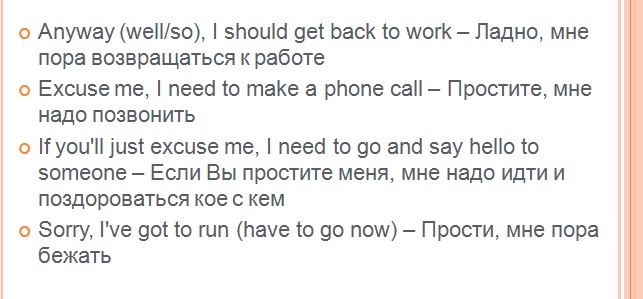 Anyway (well/so), I should get back to work – Ладно, мне
пора возвращаться к работе
Excuse me, I need to make a phone call – Простите, мне
надо позвонить
If you'll just excuse me, I need to go and say hello to
someone – Если Вы простите меня, мне надо идти и
поздороваться кое с кем
Sorry, I've got to run (have to go now) – Прости, мне пора
бежать